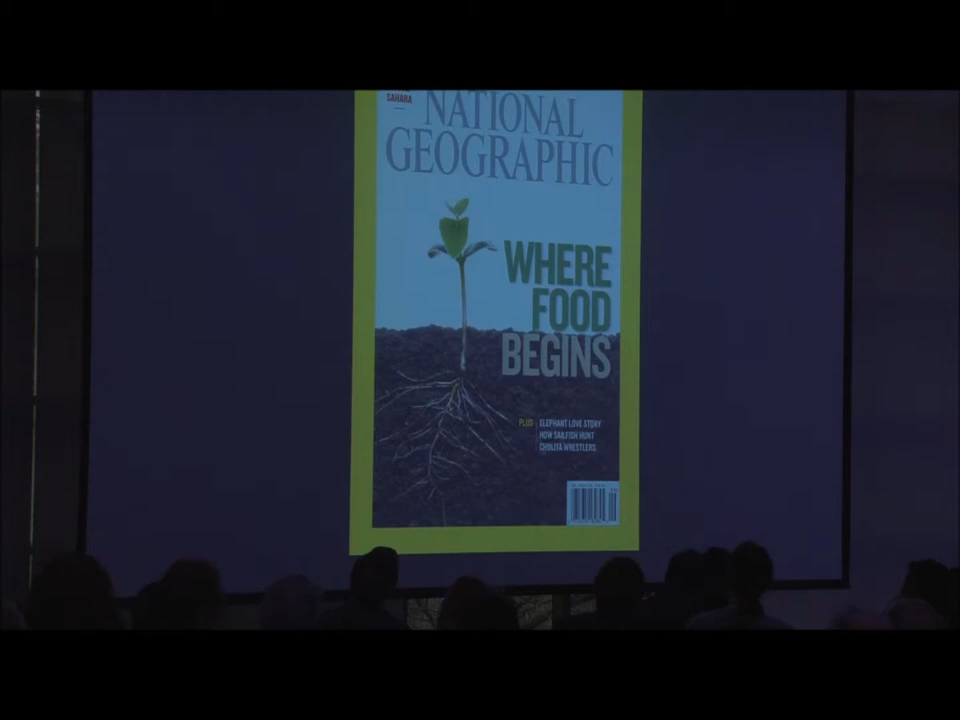 SAHARA
NATIONAL
GEOGRAPHIC
WHERE
FOOD
BEGINS
PLUS ELEPHANT LOVE STORY
HOW SAILFISH HUNT
CHOLITA WRESTLERS